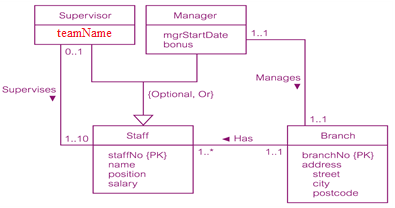 Supervisor
Manager
teamName
mgrStartDate
bonus
0..1
1..1
Supervises
Manages
{Optional, Or}
1..10
1..1
Staff
Has
Branch
1..*
1..1
staffNo {PK}
name
position
salary
branchNo {PK}
address
street
city
postcode